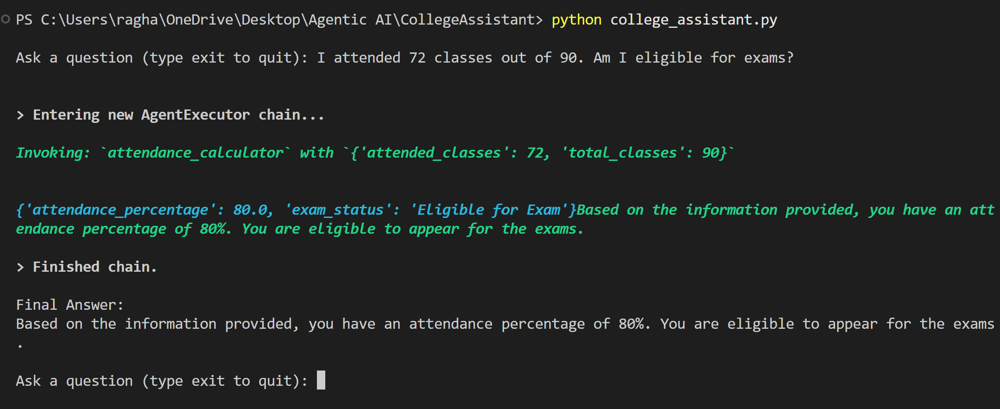 PS C:\Users\ragha\OneDrive\Desktop\Agentic AI\CollegeAssistant> python college_assistant.py
Ask a question (type exit to quit): I attended 72 classes out of 90. Am I eligible for exams?
> Entering new AgentExecutor chain...
Invoking: `attendance_calculator` with `{'attended_classes': 72, 'total_classes': 90}`
{'attendance_percentage': 80.0, 'exam_status': 'Eligible for Exam'}Based on the information provided, you have an att
endance percentage of 80%. You are eligible to appear for the exams.
> Finished chain.
Final Answer:
Based on the information provided, you have an attendance percentage of 80%. You are eligible to appear for the exams
.
Ask a question (type exit to quit):